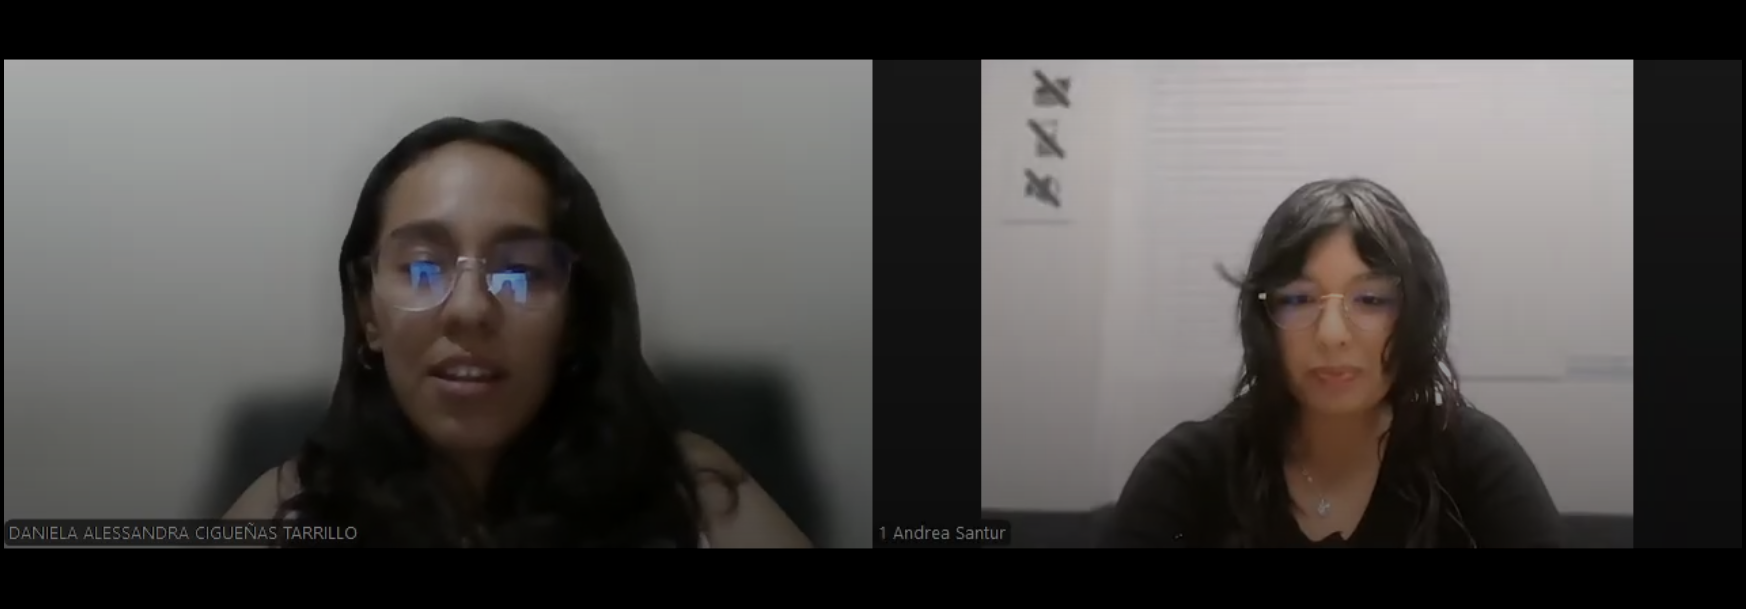 DANIELA ALESSANDRA CIGUEÑAS TARRILLO
1 Andrea Santur